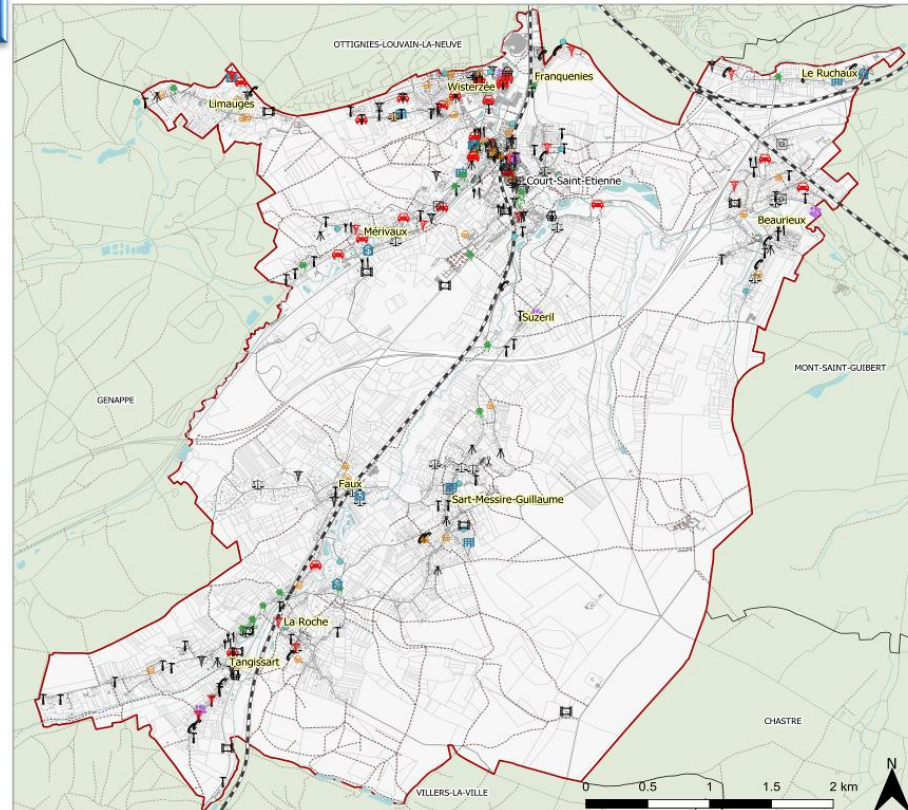 OTTIGNIES-LOUVAIN-LA-NEUVE
Franquenies
Le Ruchaux
Wisterzée
Limauges
Court-Saint-Etienne
Beaurieux
Mérivaux
Suzeril
MONT-SAINT-GUIBERT
GENAPPE
Faux
Sart-Messire-Guillaume
La Roche
Tangissart
CHASTRE
VILLERS-LA-VILLE
N
0 0.5 1 1.5 2 km